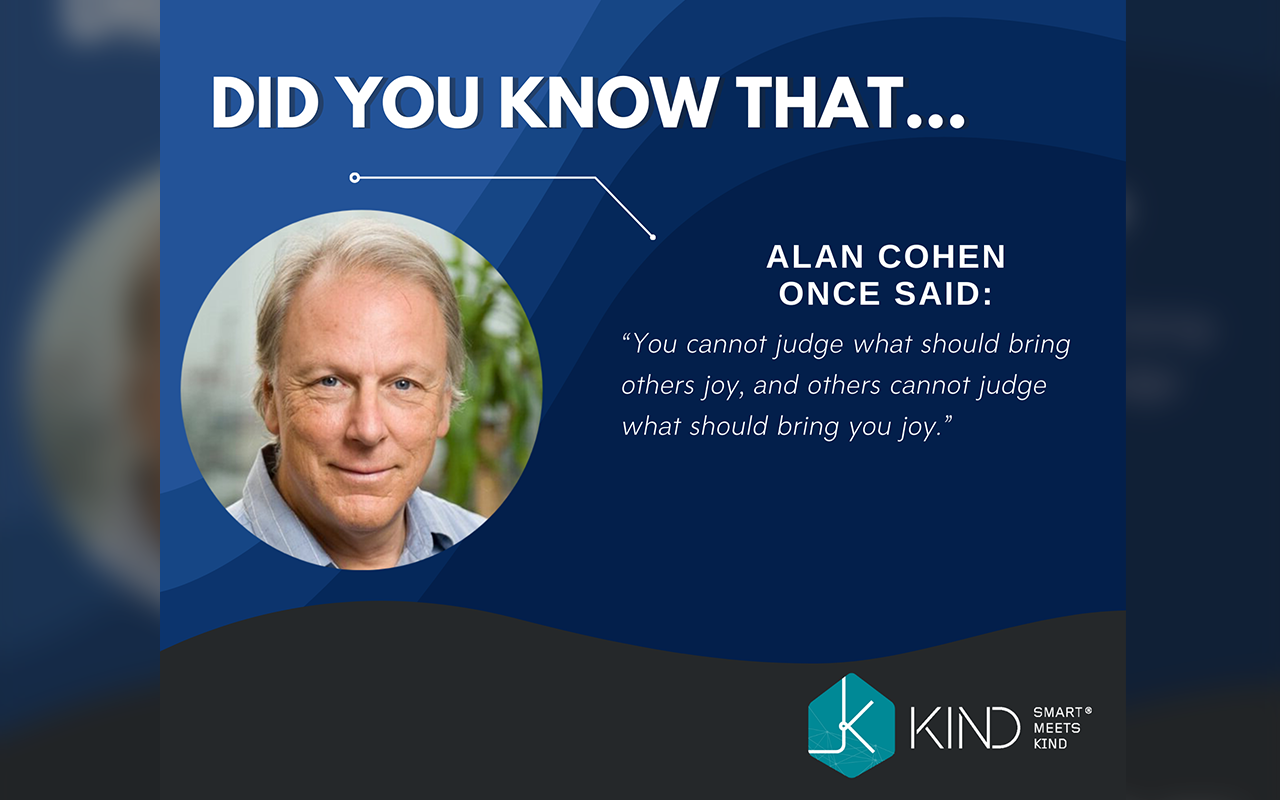 DID YOU KNOW THAT...
ALAN COHEN
ONCE SAID:
“You cannot judge what should bring
others joy, and others cannot judge
what should bring you joy.”
KIND
SMART®
MEETS
KIND